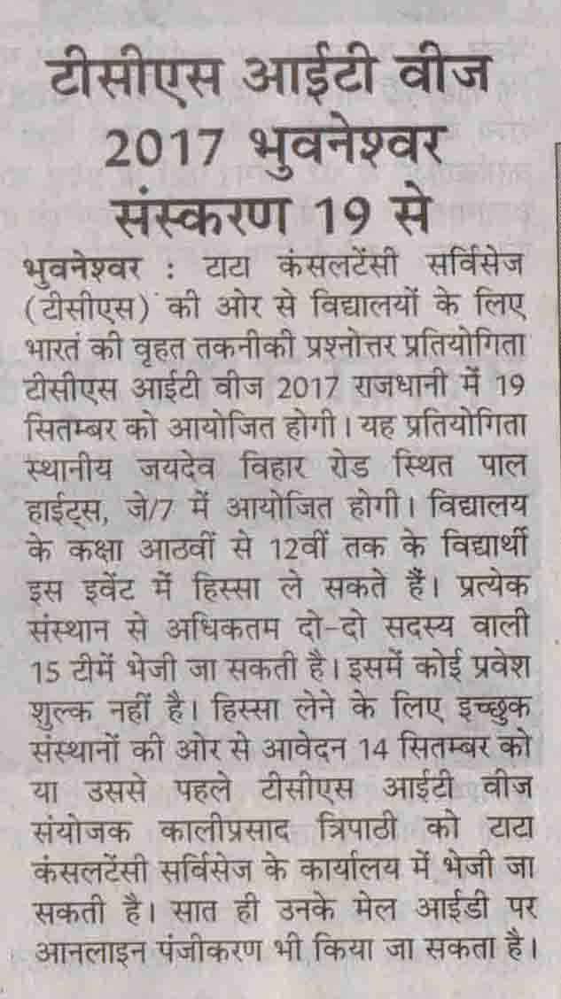 टीसीएस आईटी वीज
2017 भुवनेश्वर
संस्करण 19 से
भुवनेश्वर : टाटा कंसलटेंसी सर्विसेज
(टीसीएस) की ओर से विद्यालयों के लिए
भारत की वृहत तकनीकी प्रश्नोत्तर प्रतियोगिता
टीसीएस आईटी वीज 2017 राजधानी में 19
सितम्बर को आयोजित होगी। यह प्रतियोगिता
स्थानीय जयदेव विहार रोड स्थित पाल
हाईट्स, जे/7 में आयोजित होगी। विद्यालय
के कक्षा आठवीं से 12वीं तक के विद्यार्थी
इस इवेंट में हिस्सा ले सकते हैं। प्रत्येक
संस्थान से अधिकतम दो-दो सदस्य वाली
15 टीमें भेजी जा सकती है। इसमें कोई प्रवेश
शुल्क नहीं है। हिस्सा लेने के लिए इच्छुक
संस्थानों की ओर से आवेदन 14 सितम्बर को
या उससे पहले टीसीएस आईटी वीज
संयोजक कालीप्रसाद त्रिपाठी को टाटा
कंसलटेंसी सर्विसेज के कार्यालय में भेजी जा
सकती है। सात ही उनके मेल आईडी पर
आनलाइन पंजीकरण भी किया जा सकता है।